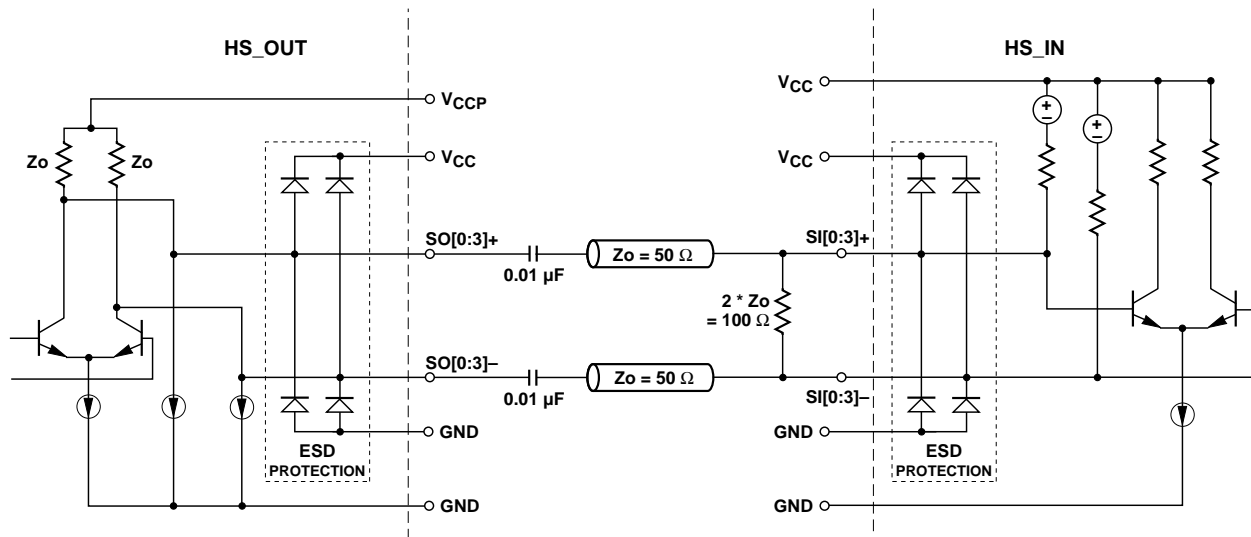 HS_OUT
HS_IN
VCC
VCCP
Zo
Zo
VCC
VCC
+
–
+
–
SO[0:3]+
0.01 µF
Zo = 50 Ω
SI[0:3]+
2 * Zo
= 100 Ω
SO[0:3]–
0.01 µF
Zo = 50 Ω
SI[0:3]–
GND
GND
ESD
PROTECTION
ESD
PROTECTION
GND
GND